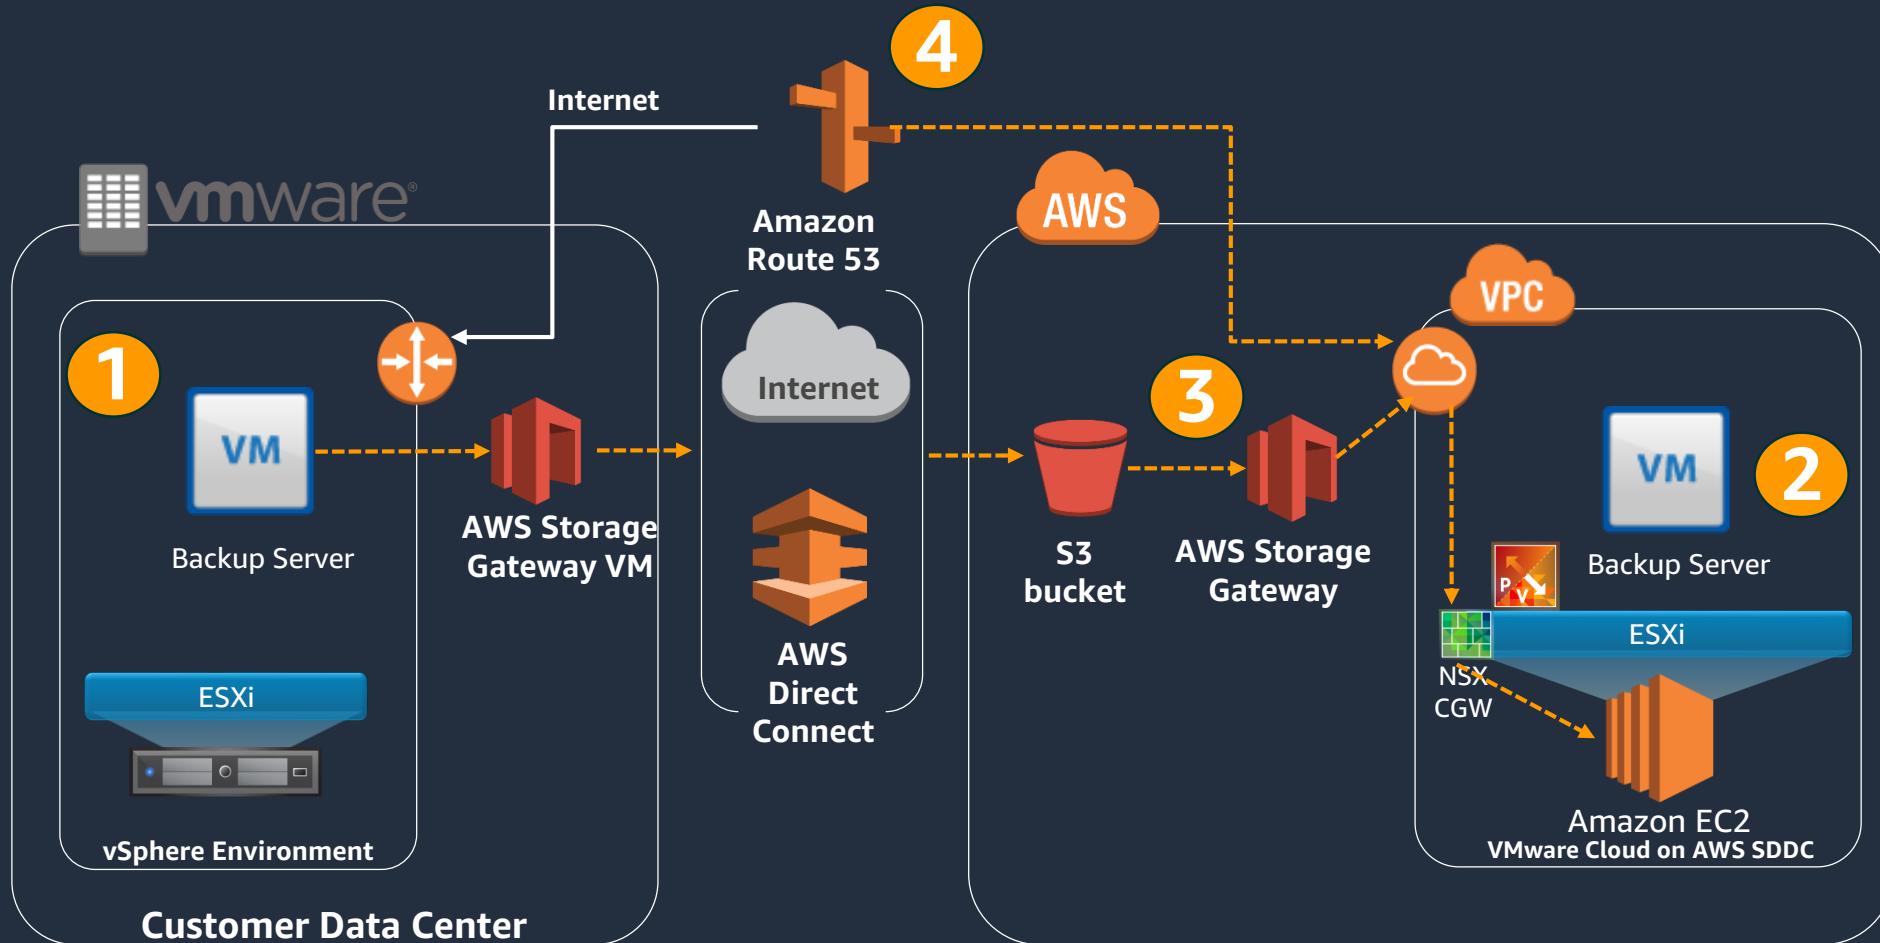 4
Internet
vmware®
Amazon
Route 53
AWS
VPC
1
Internet
3
VM
VM
2
Backup Server
AWS Storage
Gateway VM
S3
bucket
AWS Storage
Gateway
Backup Server
P
V
ESXi
NSX
CGW
AWS
Direct
Connect
ESXi
Amazon EC2
VMware Cloud on AWS SDDC
vSphere Environment
Customer Data Center